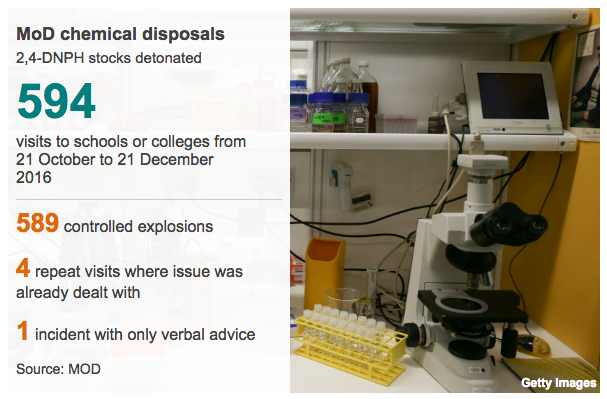 MoD chemical disposals
2,4-DNPH stocks detonated
594
visits to schools or colleges from
21 October to 21 December
2016
589 controlled explosions
4 repeat visits where issue was
already dealt with
1 incident with only verbal advice
Source: MOD
Getty Images